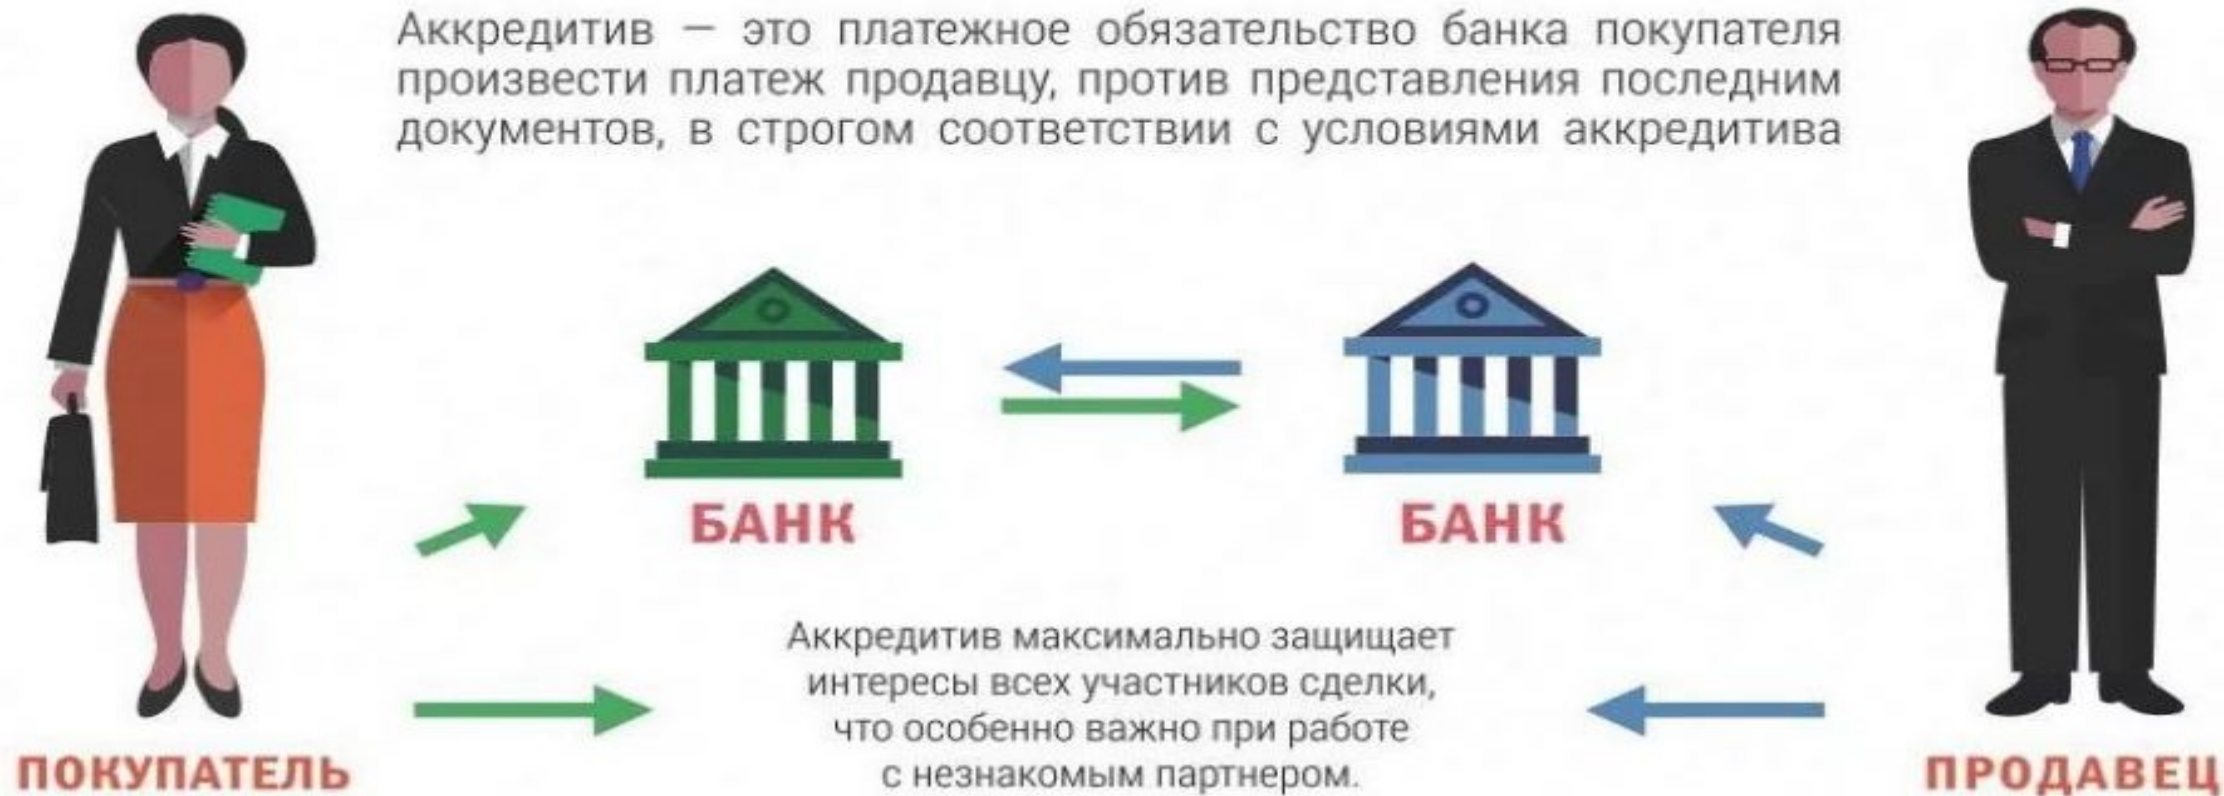 Аккредитив — это платежное обязательство банка покупателя
произвести платеж продавцу, против представления последним
документов, в строгом соответствии с условиями аккредитива
БАНК
БАНК
Аккредитив максимально защищает
интересы всех участников сделки,
что особенно важно при работе
с незнакомым партнером.
ПОКУПАТЕЛЬ
ПРОДАВЕЦ